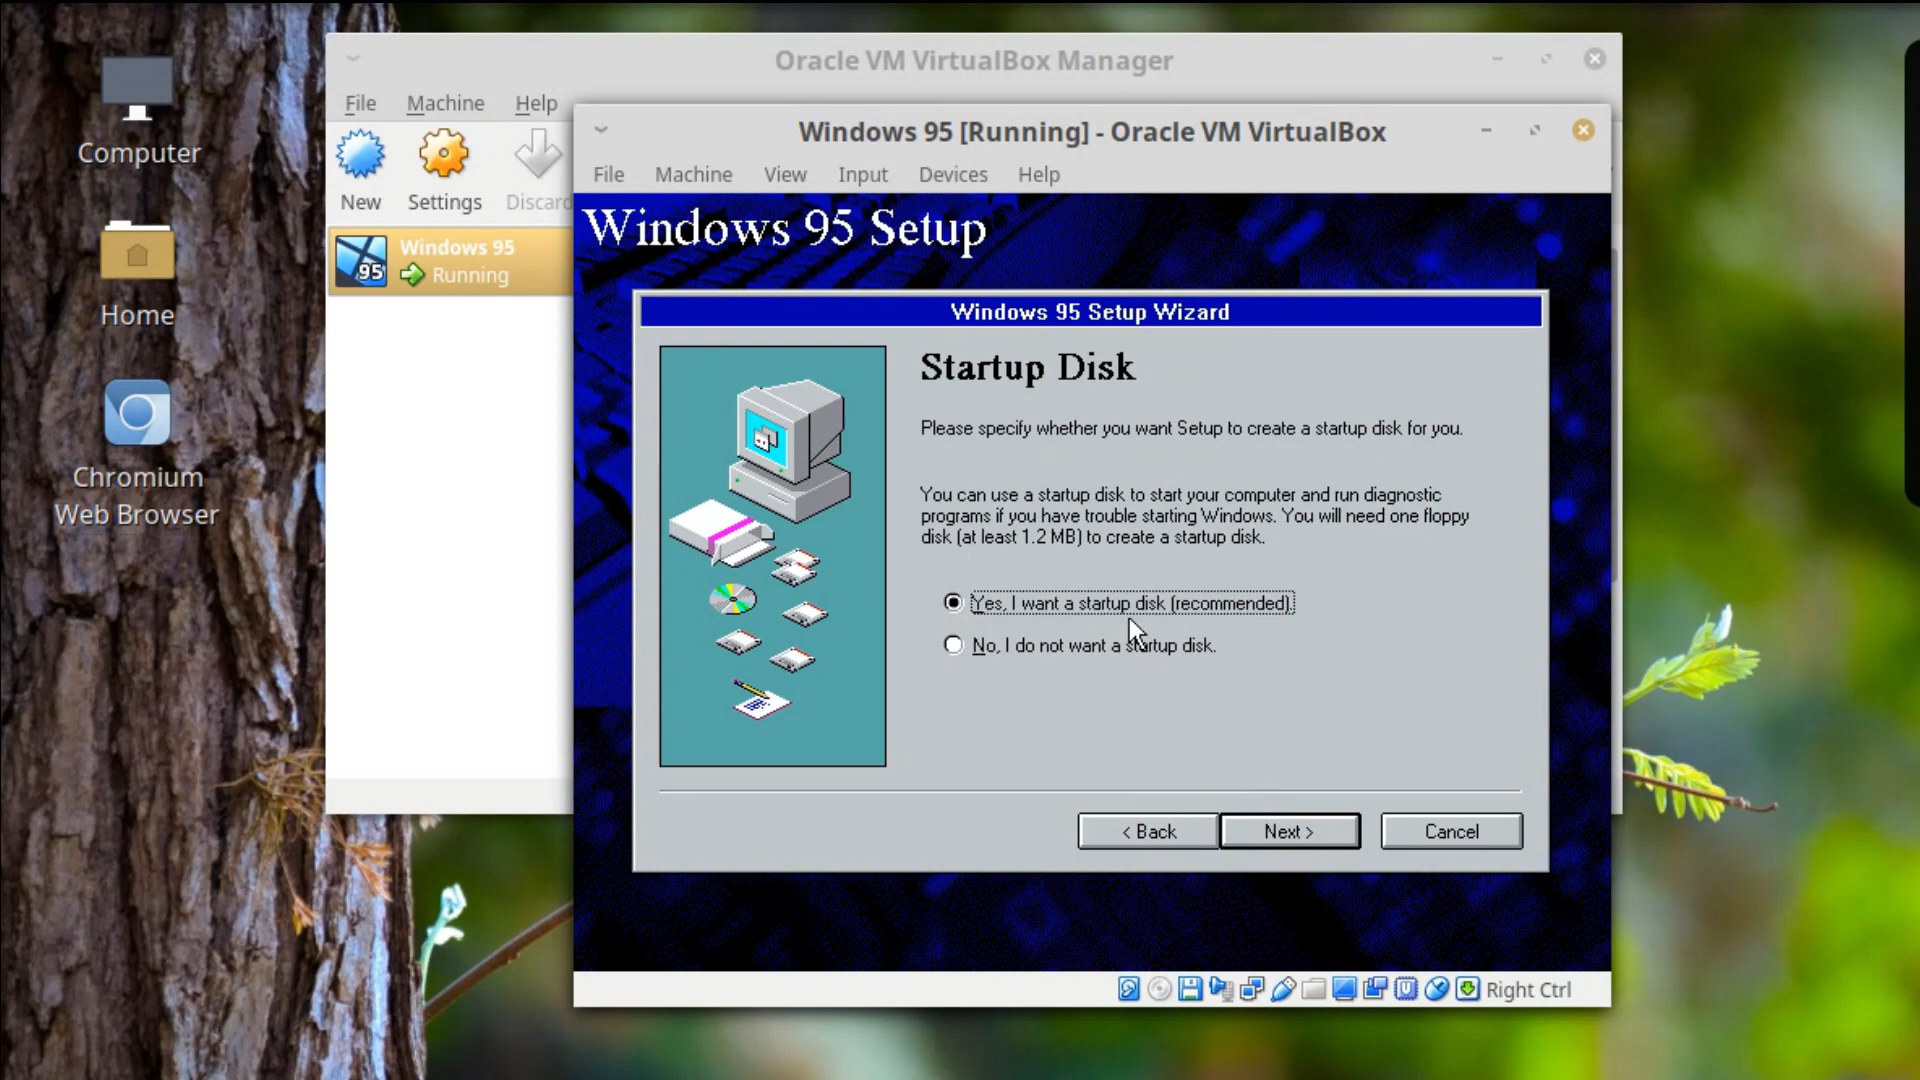 Computer
Home
Chromium
Web Browser
Oracle VM VirtualBox Manager
File Machine Help
New Settings Discard
Windows 95
Running
95
Windows 95 [Running] - Oracle VM VirtualBox
File Machine View Input Devices Help
Windows 95 Setup
Windows 95 Setup Wizard
Startup Disk
Please specify whether you want Setup to create a startup disk for you.
You can use a startup disk to start your computer and run diagnostic
programs if you have trouble starting Windows. You will need one floppy
disk (at least 1.2 MB) to create a startup disk.
Yes, I want a startup disk (recommended).
No, I do not want a startup disk.
< Back Next > Cancel
Right Ctrl